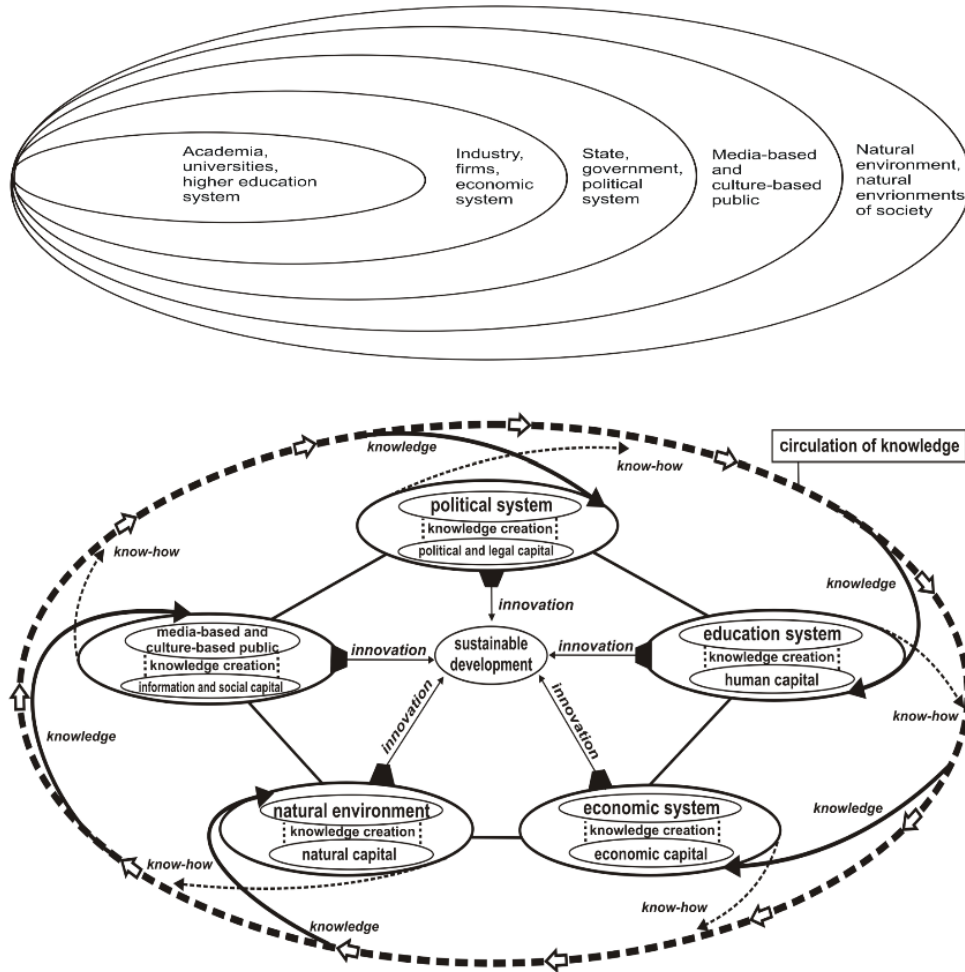 Academia,
universities,
higher education
system
Industry,
firms,
economic
system
State,
government,
political
system
Media-based
and
culture-based
public
Natural
environment,
natural
envrionments
of society
circulation of knowledge
knowledge
know-how
political system
knowledge creation
political and legal capital
innovation
know-how
knowledge
media-based and
culture-based public
knowledge creation
information and social capital
innovation
sustainable
development
innovation
education system
knowledge creation
human capital
know-how
knowledge
innovation
innovation
natural environment
knowledge creation
natural capital
economic system
knowledge creation
economic capital
knowledge
know-how
knowledge
know-how